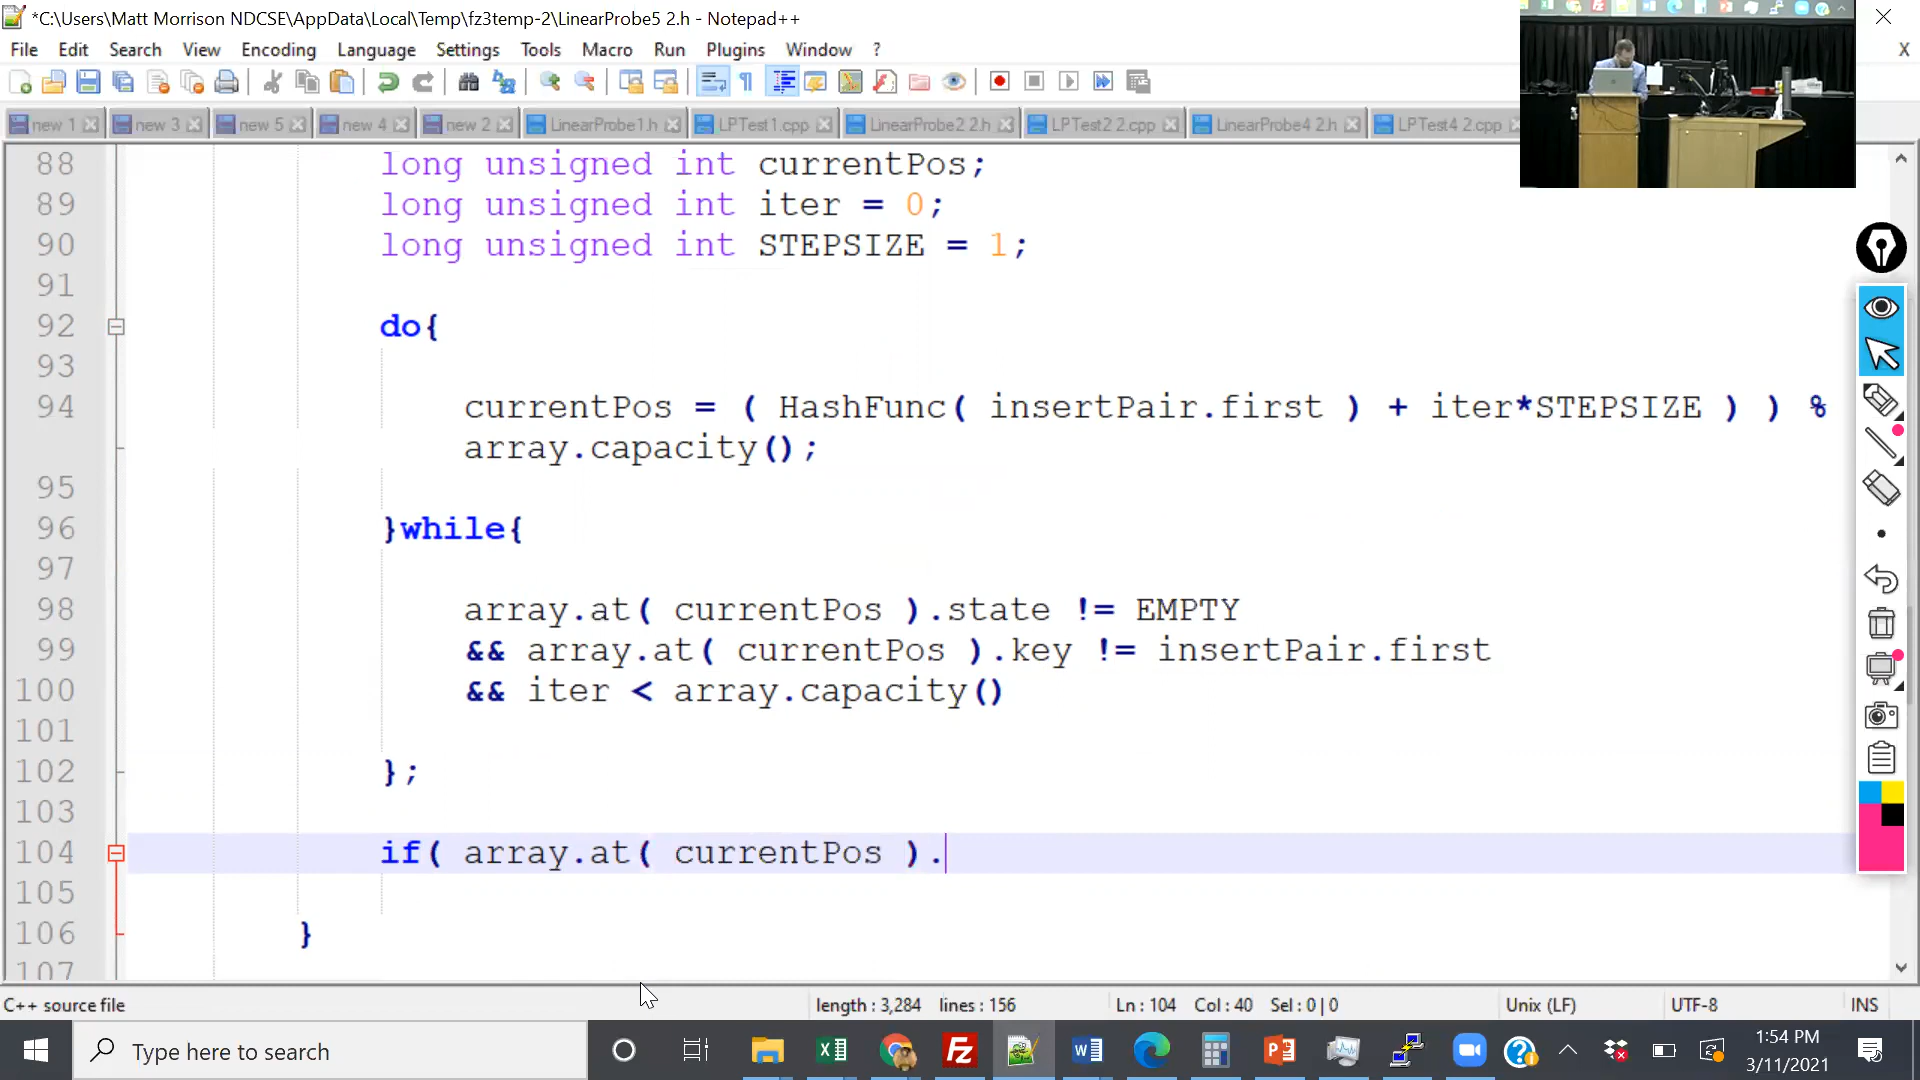 *C:\Users\Matt Morrison NDCSE\AppData\Local\Temp\fz3temp-2\LinearProbe5 2.h - Notepad++
File Edit Search View Encoding Language Settings Tools Macro Run Plugins Window ?
X
new 1 new 3 new 5 new 4 new 2 LinearProbe1.h LPTest1.cpp LinearProbe2 2.h LPTest2 2.cpp LinearProbe4 2.h LPTest4 2.cpp
88 long unsigned int currentPos;
89 long unsigned int iter = 0;
90 long unsigned int STEPSIZE = 1;
91
92 do{
93
94 currentPos = ( HashFunc( insertPair.first ) + iter*STEPSIZE ) ) %
array.capacity();
95
96 }while{
97
98 array.at( currentPos ).state != EMPTY
99 && array.at( currentPos ).key != insertPair.first
100 && iter < array.capacity()
101
102 };
103
104 if( array.at( currentPos ).
105
106 }
107
C++ source file length : 3,284 lines : 156 Ln : 104 Col : 40 Sel : 0 | 0 Unix (LF) UTF-8 INS
Type here to search
1:54 PM
3/11/2021